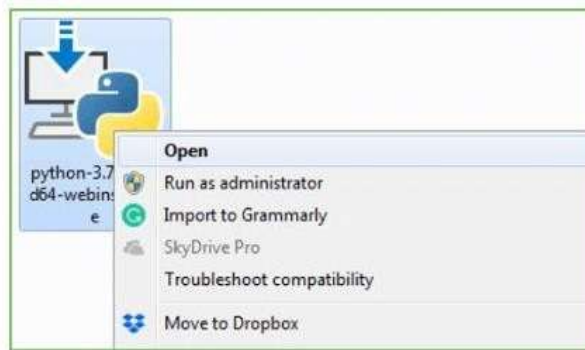 python-3.7
d64-webins
e
Open
Run as administrator
Import to Grammarly
SkyDrive Pro
Troubleshoot compatibility
Move to Dropbox